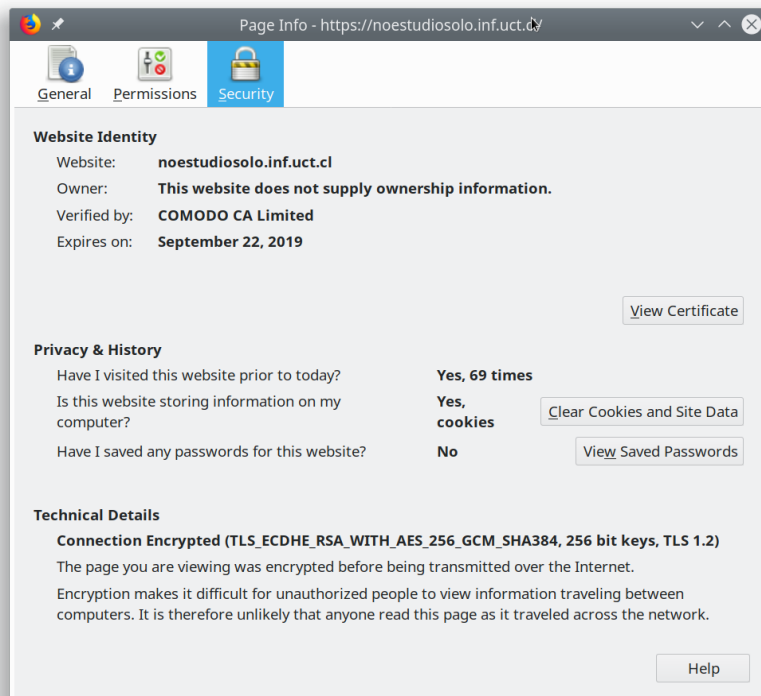 Page Info - https://noestudiosolo.inf.uct.cl/
General Permissions Security
Website Identity
Website: noestudiosolo.inf.uct.cl
Owner: This website does not supply ownership information.
Verified by: COMODO CA Limited
Expires on: September 22, 2019
View Certificate
Privacy & History
Have I visited this website prior to today? Yes, 69 times
Is this website storing information on my Yes,
computer? cookies Clear Cookies and Site Data
Have I saved any passwords for this website? No View Saved Passwords
Technical Details
Connection Encrypted (TLS_ECDHE_RSA_WITH_AES_256_GCM_SHA384, 256 bit keys, TLS 1.2)
The page you are viewing was encrypted before being transmitted over the Internet.
Encryption makes it difficult for unauthorized people to view information traveling between
computers. It is therefore unlikely that anyone read this page as it traveled across the network.
Help